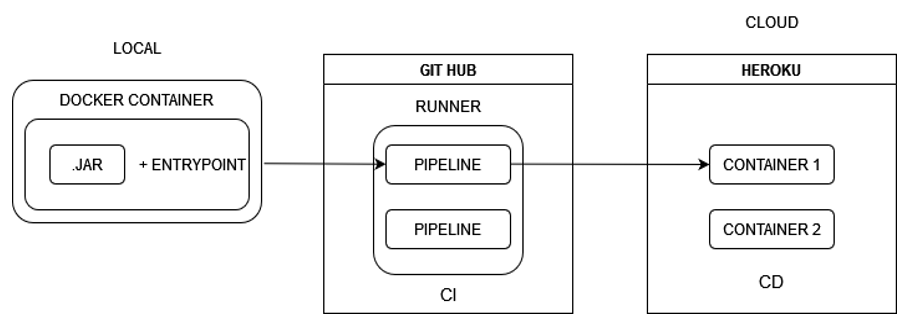 LOCAL
DOCKER CONTAINER
.JAR
+ ENTRYPOINT
GIT HUB
RUNNER
PIPELINE
PIPELINE
CI
CLOUD
HEROKU
CONTAINER 1
CONTAINER 2
CD